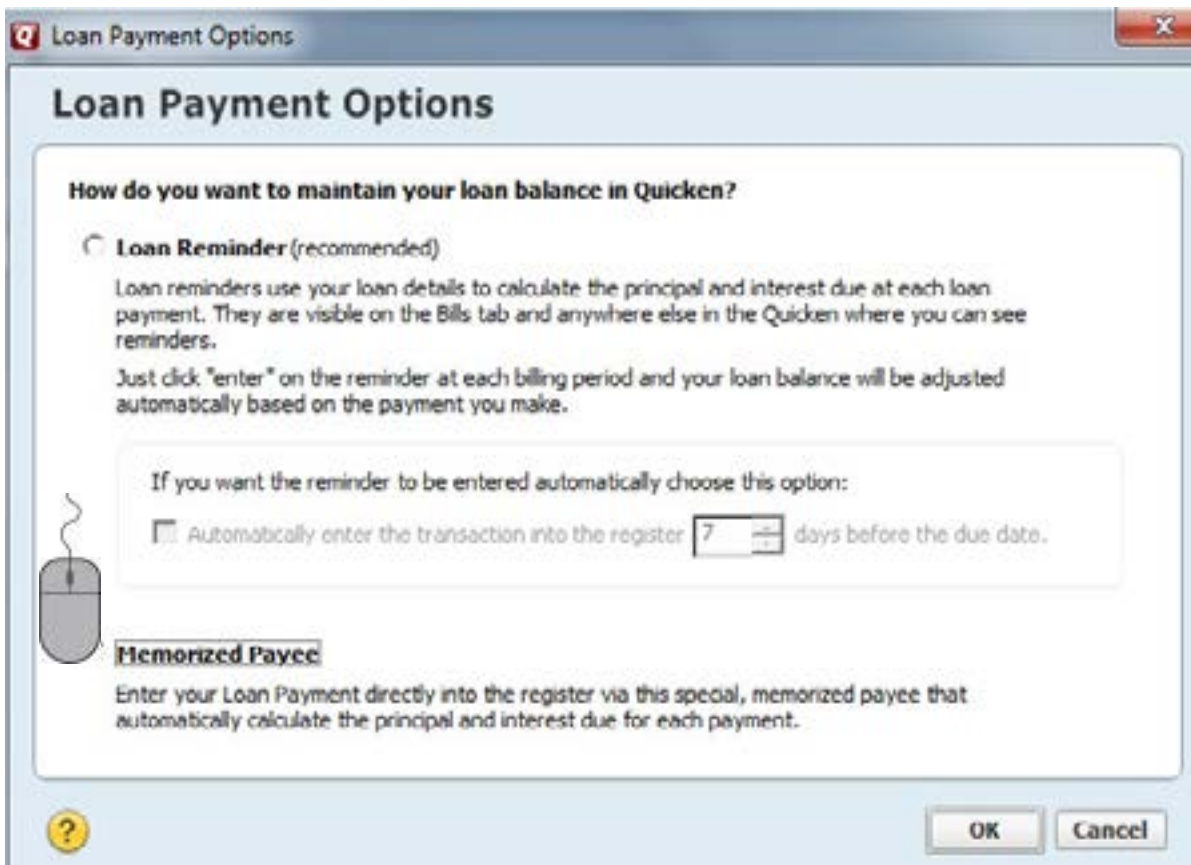 Loan Payment Options
Loan Payment Options
How do you want to maintain your loan balance in Quicken?
Loan Reminder (recommended)
Loan reminders use your loan details to calculate the principal and interest due at each loan
payment. They are visible on the Bills tab and anywhere else in the Quicken where you can see
reminders.
Just click "enter" on the reminder at each billing period and your loan balance will be adjusted
automatically based on the payment you make.
If you want the reminder to be entered automatically choose this option:
Automatically enter the transaction into the register 7 days before the due date.
Memorized Payee
Enter your Loan Payment directly into the register via this special, memorized payee that
automatically calculate the principal and interest due for each payment.
? OK Cancel